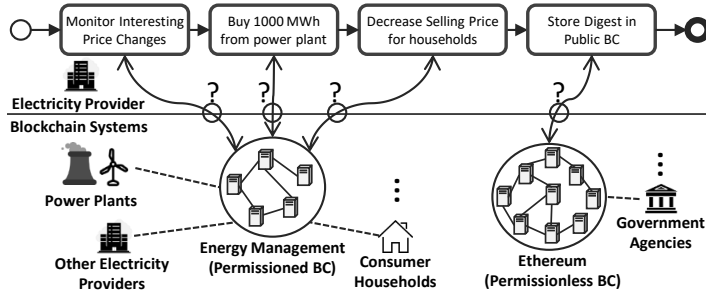 Monitor Interesting
Price Changes
Buy 1000 MWh
from power plant
Decrease Selling Price
for households
Store Digest in
Public BC
?
?
?
?
Electricity Provider
Blockchain Systems
Power Plants
Other Electricity
Providers
Energy Management
(Permissioned BC)
Consumer
Households
Ethereum
(Permissionless BC)
Government
Agencies